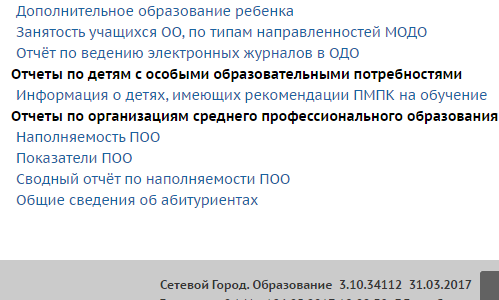 Дополнительное образование ребенка
Занятость учащихся ОО, по типам направленностей МОДО
Отчёт по ведению электронных журналов в ОДО
Отчеты по детям с особыми образовательными потребностями
Информация о детях, имеющих рекомендации ПМПК на обучение
Отчеты по организациям среднего профессионального образования
Наполняемость ПОО
Показатели ПОО
Сводный отчёт по наполняемости ПОО
Общие сведения об абитуриентах
Сетевой Город. Образование 3.10.34112 31.03.2017